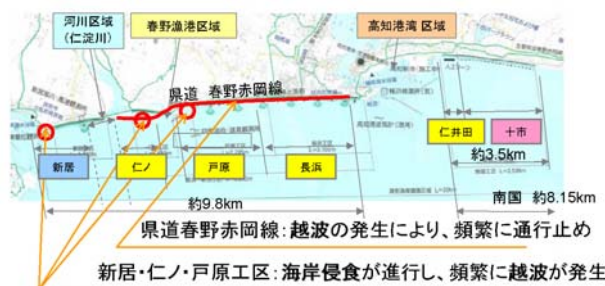 河川区域
(仁淀川)
春野漁港区域
高知港湾 区域
県道 春野赤岡線
新居
仁ノ
戸原
長浜
仁井田
十市
約3.5km
約9.8km
南国 約8.15km
県道春野赤岡線：越波の発生により、頻繁に通行止め
新居・仁ノ・戸原工区：海岸侵食が進行し、頻繁に越波が発生